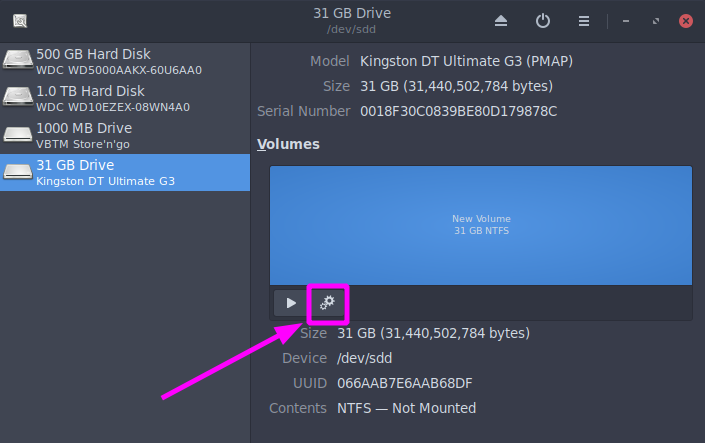 31 GB Drive
/dev/sdd
500 GB Hard Disk
WDC WD5000AAKX-60U6AA0
1.0 TB Hard Disk
WDC WD10EZEX-08WN4A0
1000 MB Drive
VBTM Store'n'go
31 GB Drive
Kingston DT Ultimate G3
Model Kingston DT Ultimate G3 (PMAP)
Size 31 GB (31,440,502,784 bytes)
Serial Number 0018F30C0839BE80D179878C
Volumes
New Volume
31 GB NTFS
Size 31 GB (31,440,502,784 bytes)
Device /dev/sdd
UUID 066AAB7E6AAB68DF
Contents NTFS — Not Mounted